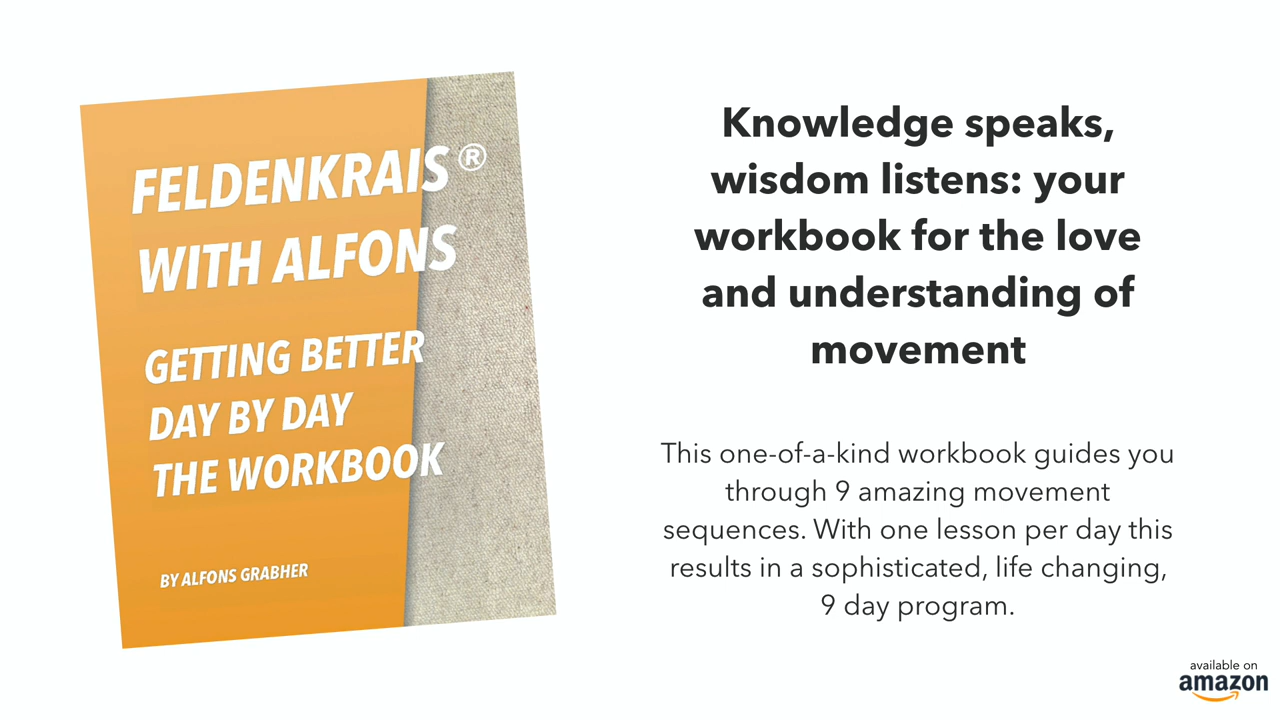 FELDENKRAIS®
WITH ALFONS
GETTING BETTER
DAY BY DAY
THE WORKBOOK
BY ALFONS GRABHER
Knowledge speaks,
wisdom listens: your
workbook for the love
and understanding of
movement
This one-of-a-kind workbook guides you
through 9 amazing movement
sequences. With one lesson per day this
results in a sophisticated, life changing,
9 day program.
available on
amazon